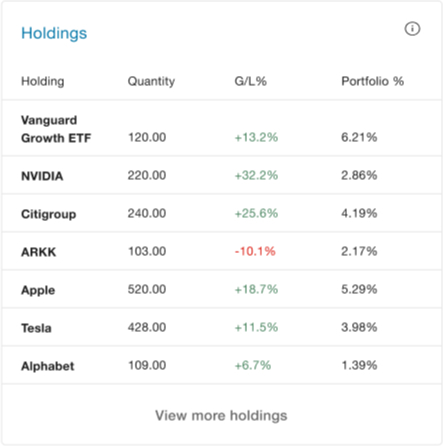 Holdings
Holding Quantity G/L% Portfolio %
Vanguard
Growth ETF 120.00 +13.2% 6.21%
NVIDIA 220.00 +32.2% 2.86%
Citigroup 240.00 +25.6% 4.19%
ARKK 103.00 -10.1% 2.17%
Apple 520.00 +18.7% 5.29%
Tesla 428.00 +11.5% 3.98%
Alphabet 109.00 +6.7% 1.39%
View more holdings